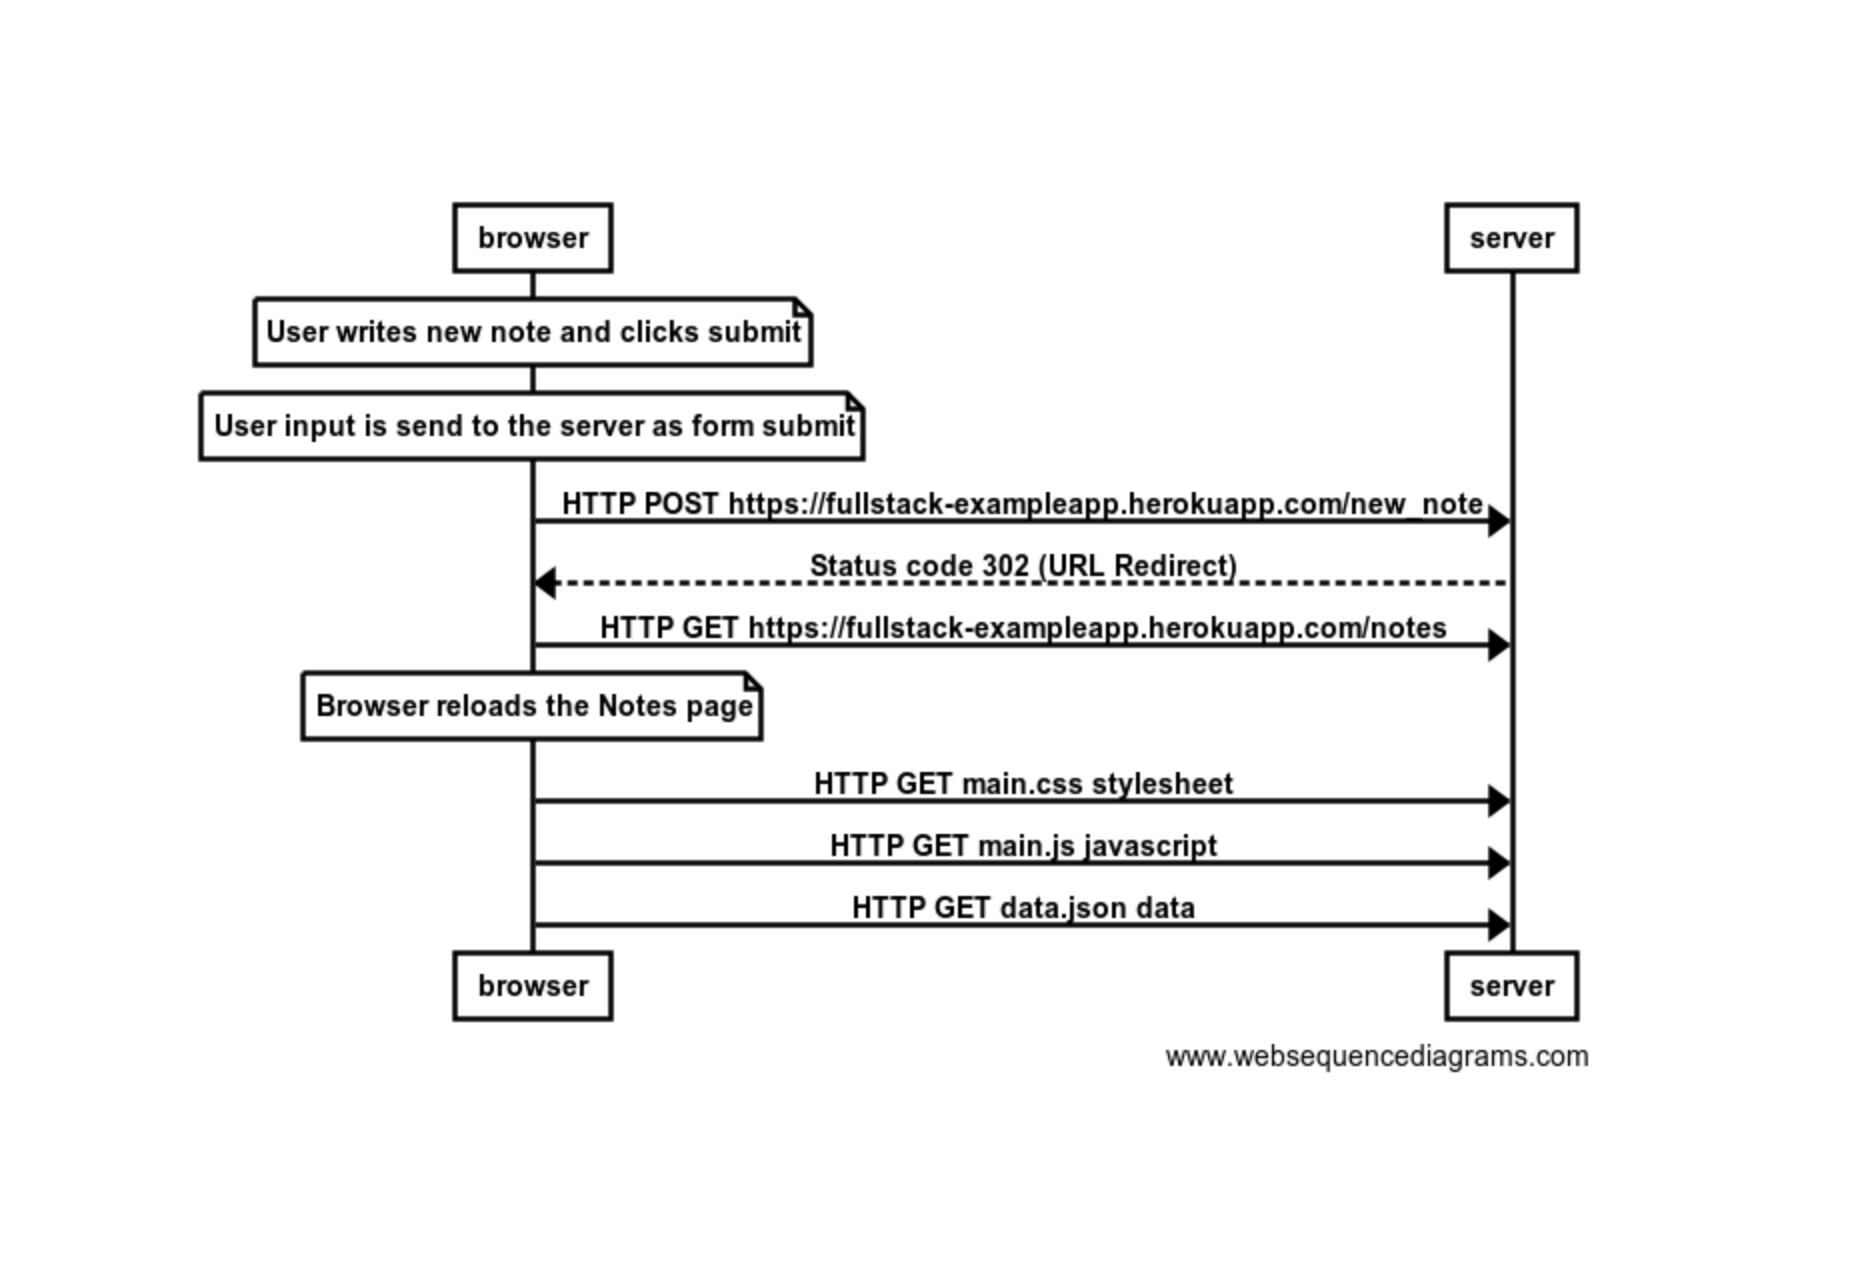 browser
server
User writes new note and clicks submit
User input is send to the server as form submit
HTTP POST https://fullstack-exampleapp.herokuapp.com/new_note
Status code 302 (URL Redirect)
HTTP GET https://fullstack-exampleapp.herokuapp.com/notes
Browser reloads the Notes page
HTTP GET main.css stylesheet
HTTP GET main.js javascript
HTTP GET data.json data
browser
server
www.websequencediagrams.com